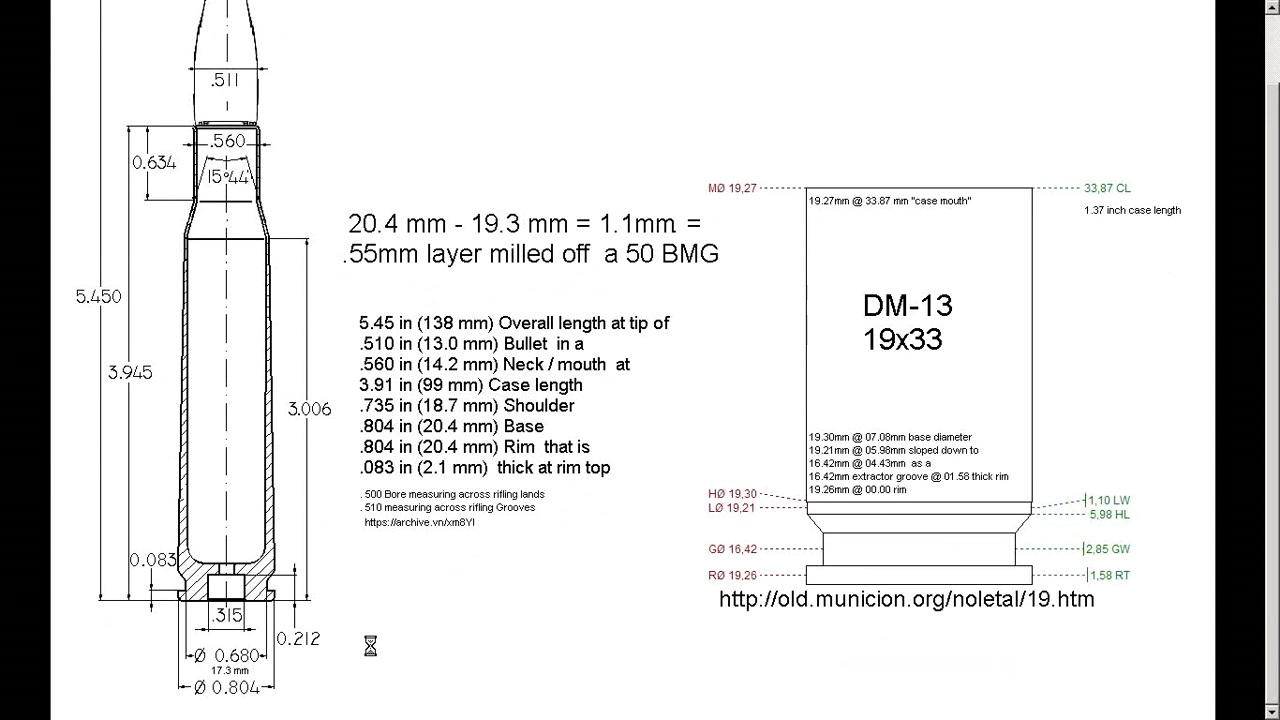 .511
.560
0.634
15°44'
5.450
3.945
3.006
0.083
.315
0.212
Ø 0.680
17.3 mm
Ø 0.804
20.4 mm - 19.3 mm = 1.1mm. =
.55mm layer milled off a 50 BMG
5.45 in (138 mm) Overall length at tip of
.510 in (13.0 mm) Bullet in a
.560 in (14.2 mm) Neck / mouth at
3.91 in (99 mm) Case length
.735 in (18.7 mm) Shoulder
.804 in (20.4 mm) Base
.804 in (20.4 mm) Rim that is
.083 in (2.1 mm) thick at rim top
. 500 Bore measuring across rifling lands
. 510 measuring across rifling Grooves
https://archive.vn/xm8YI
MØ 19,27
33,87 CL
19.27mm @ 33.87 mm "case mouth"
1.37 inch case length
DM-13
19x33
19.30mm @ 07.08mm base diameter
19.21mm @ 05.98mm sloped down to
16.42mm @ 04.43mm as a
16.42mm extractor groove @ 01.58 thick rim
19.26mm @ 00.00 rim
HØ 19,30
1,10 LW
LØ 19,21
5,98 HL
GØ 16,42
2,85 GW
RØ 19,26
1,58 RT
http://old.municion.org/noletal/19.htm